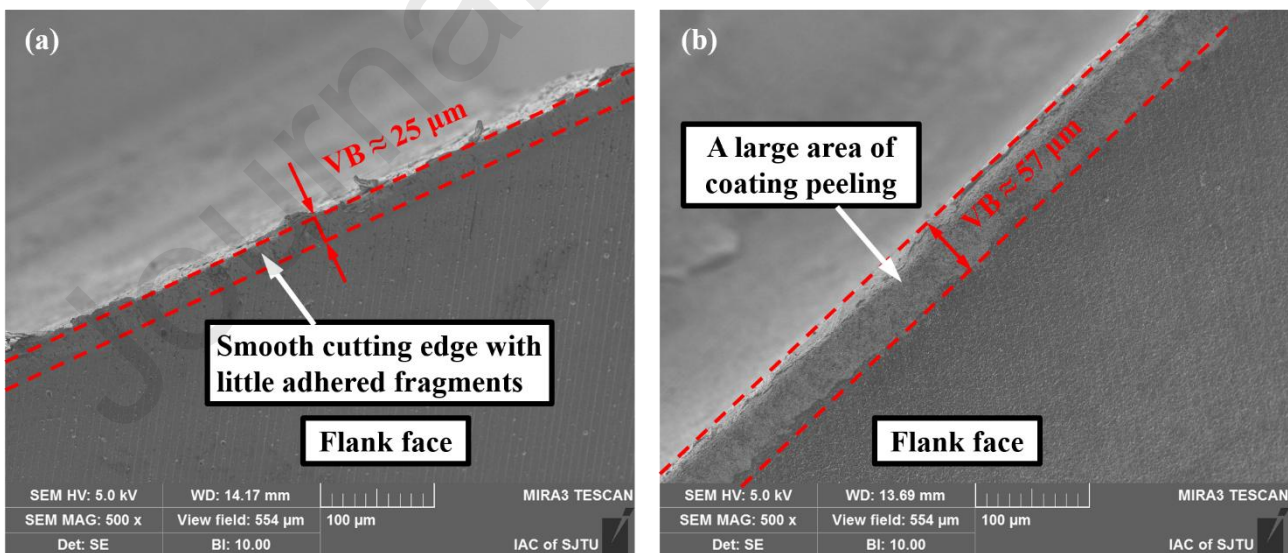 (a)
VB ≈ 25 μm
Smooth cutting edge with
little adhered fragments
Flank face
SEM HV: 5.0 kV
WD: 14.17 mm
MIRA3 TESCAN
SEM MAG: 500 x
View field: 554 μm
100 μm
Det: SE
BI: 10.00
IAC of SJTU
(b)
A large area of
coating peeling
VB ≈ 57 μm
Flank face
SEM HV: 5.0 kV
WD: 13.69 mm
MIRA3 TESCAN
SEM MAG: 500 x
View field: 554 μm
100 μm
Det: SE
BI: 10.00
IAC of SJTU